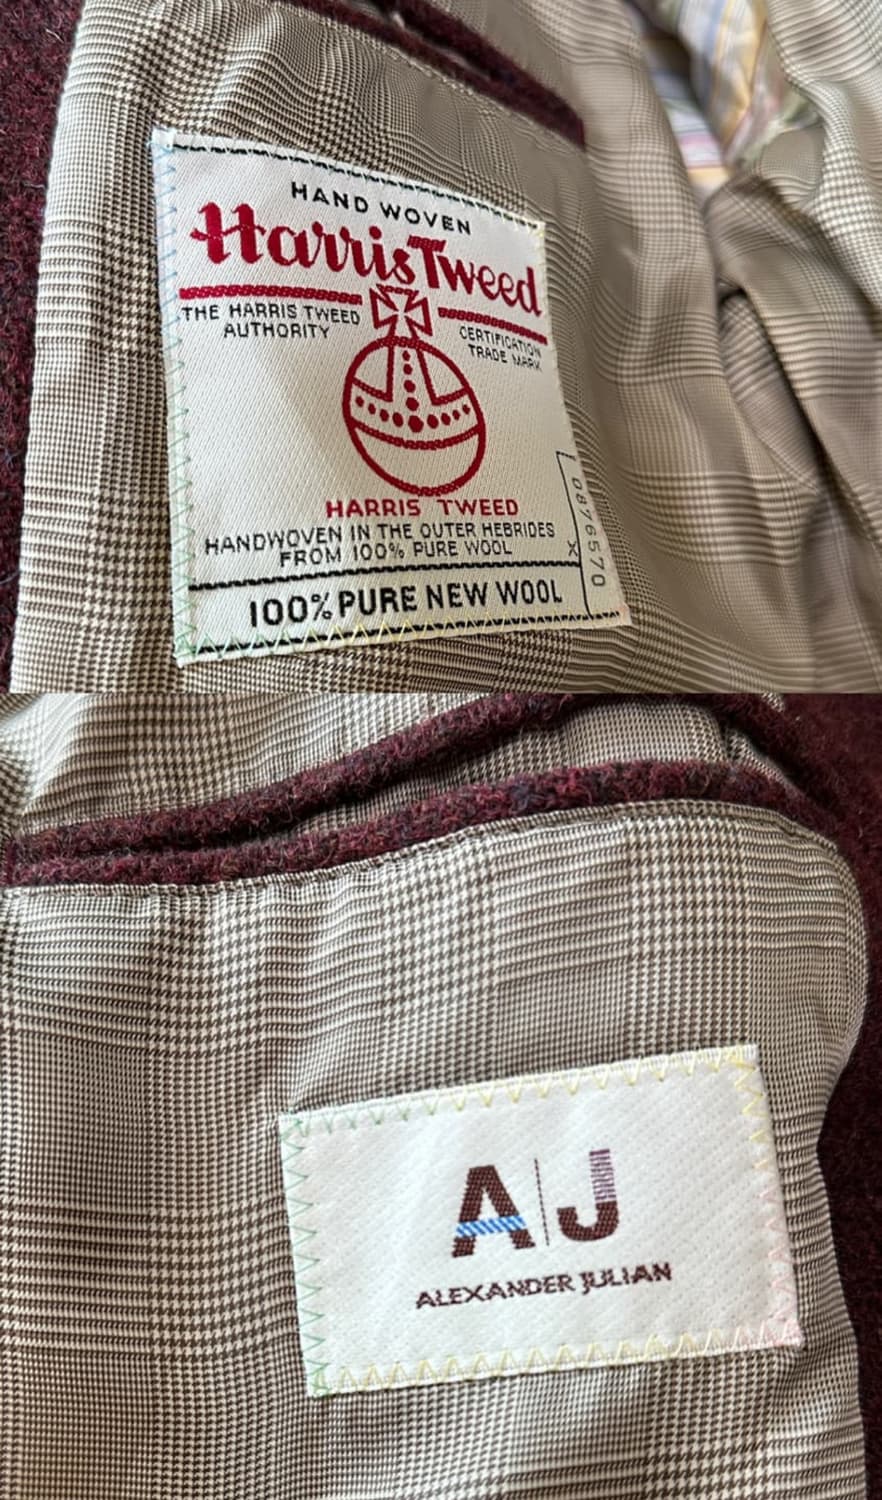 HAND WOVEN
Harris Tweed
THE HARRIS TWEED
AUTHORITY
CERTIFICATION
TRADE MARK
HARRIS TWEED
HANDWOVEN IN THE OUTER HEBRIDES
FROM 100% PURE WOOL
100% PURE NEW WOOL
X
0876570
A|J
ALEXANDER JULIAN